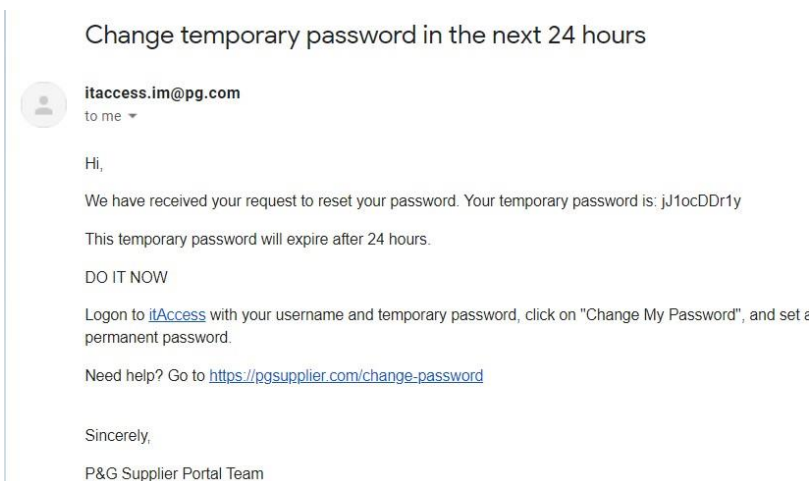 Change temporary password in the next 24 hours
itaccess.im@pg.com
to me
Hi,
We have received your request to reset your password. Your temporary password is: jJ1ocDDr1y
This temporary password will expire after 24 hours.
DO IT NOW
Logon to itAccess with your username and temporary password, click on "Change My Password", and set a
permanent password.
Need help? Go to https://pgsupplier.com/change-password
Sincerely,
P&G Supplier Portal Team